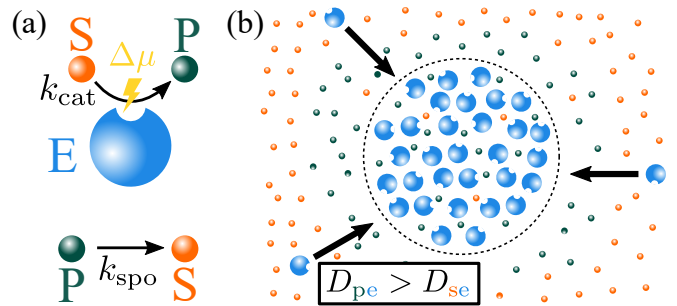 (a)
S
P
Δμ
k_cat
E
P
k_spo
S
(b)
D_pe > D_se